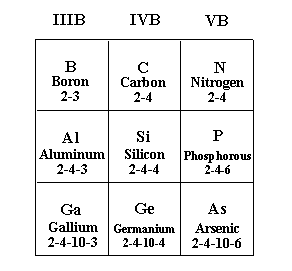 IIIB IVB VB
B C N
Boron Carbon Nitrogen
2-3 2-4 2-4
Al Si P
Aluminum Silicon Phosphorous
2-4-3 2-4-4 2-4-6
Ga Ge As
Gallium Germanium Arsenic
2-4-10-3 2-4-10-4 2-4-10-6